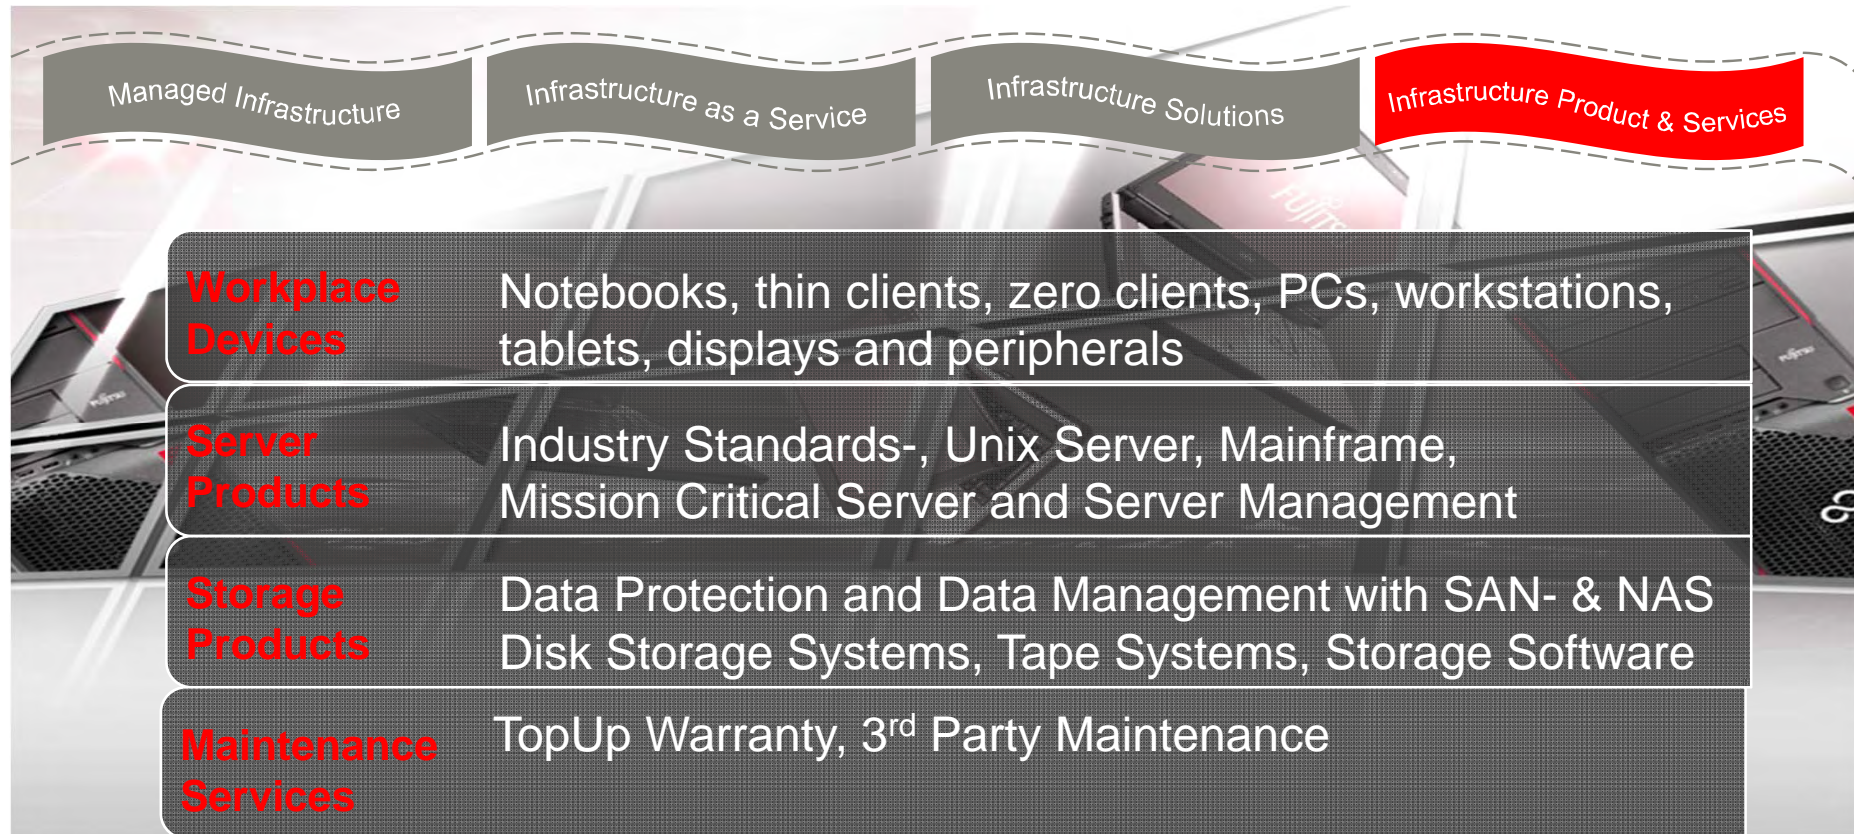 Managed Infrastructure
Infrastructure as a Service
Infrastructure Solutions
Infrastructure Product & Services
Workplace
Devices
Notebooks, thin clients, zero clients, PCs, workstations,
tablets, displays and peripherals
Server
Products
Industry Standards-, Unix Server, Mainframe,
Mission Critical Server and Server Management
Storage
Products
Data Protection and Data Management with SAN- & NAS
Disk Storage Systems, Tape Systems, Storage Software
Maintenance
Services
TopUp Warranty, 3rd Party Maintenance
FUJITSU
FUJITSU